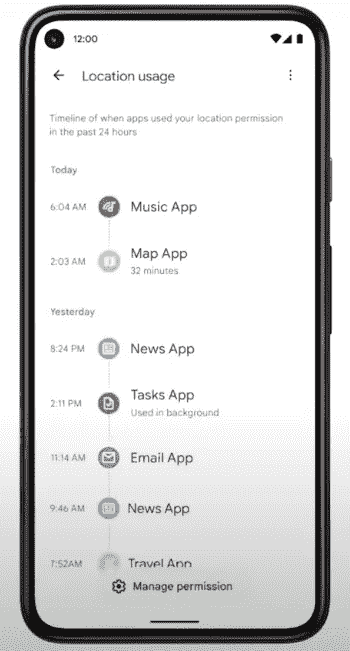 12:00
Location usage
Timeline of when apps used your location permission
in the past 24 hours
Today
6:04 AM Music App
2:03 AM Map App
32 minutes
Yesterday
8:24 PM News App
2:11 PM Tasks App
Used in background
11:14 AM Email App
9:46 AM News App
7:52AM Travel App
Manage permission